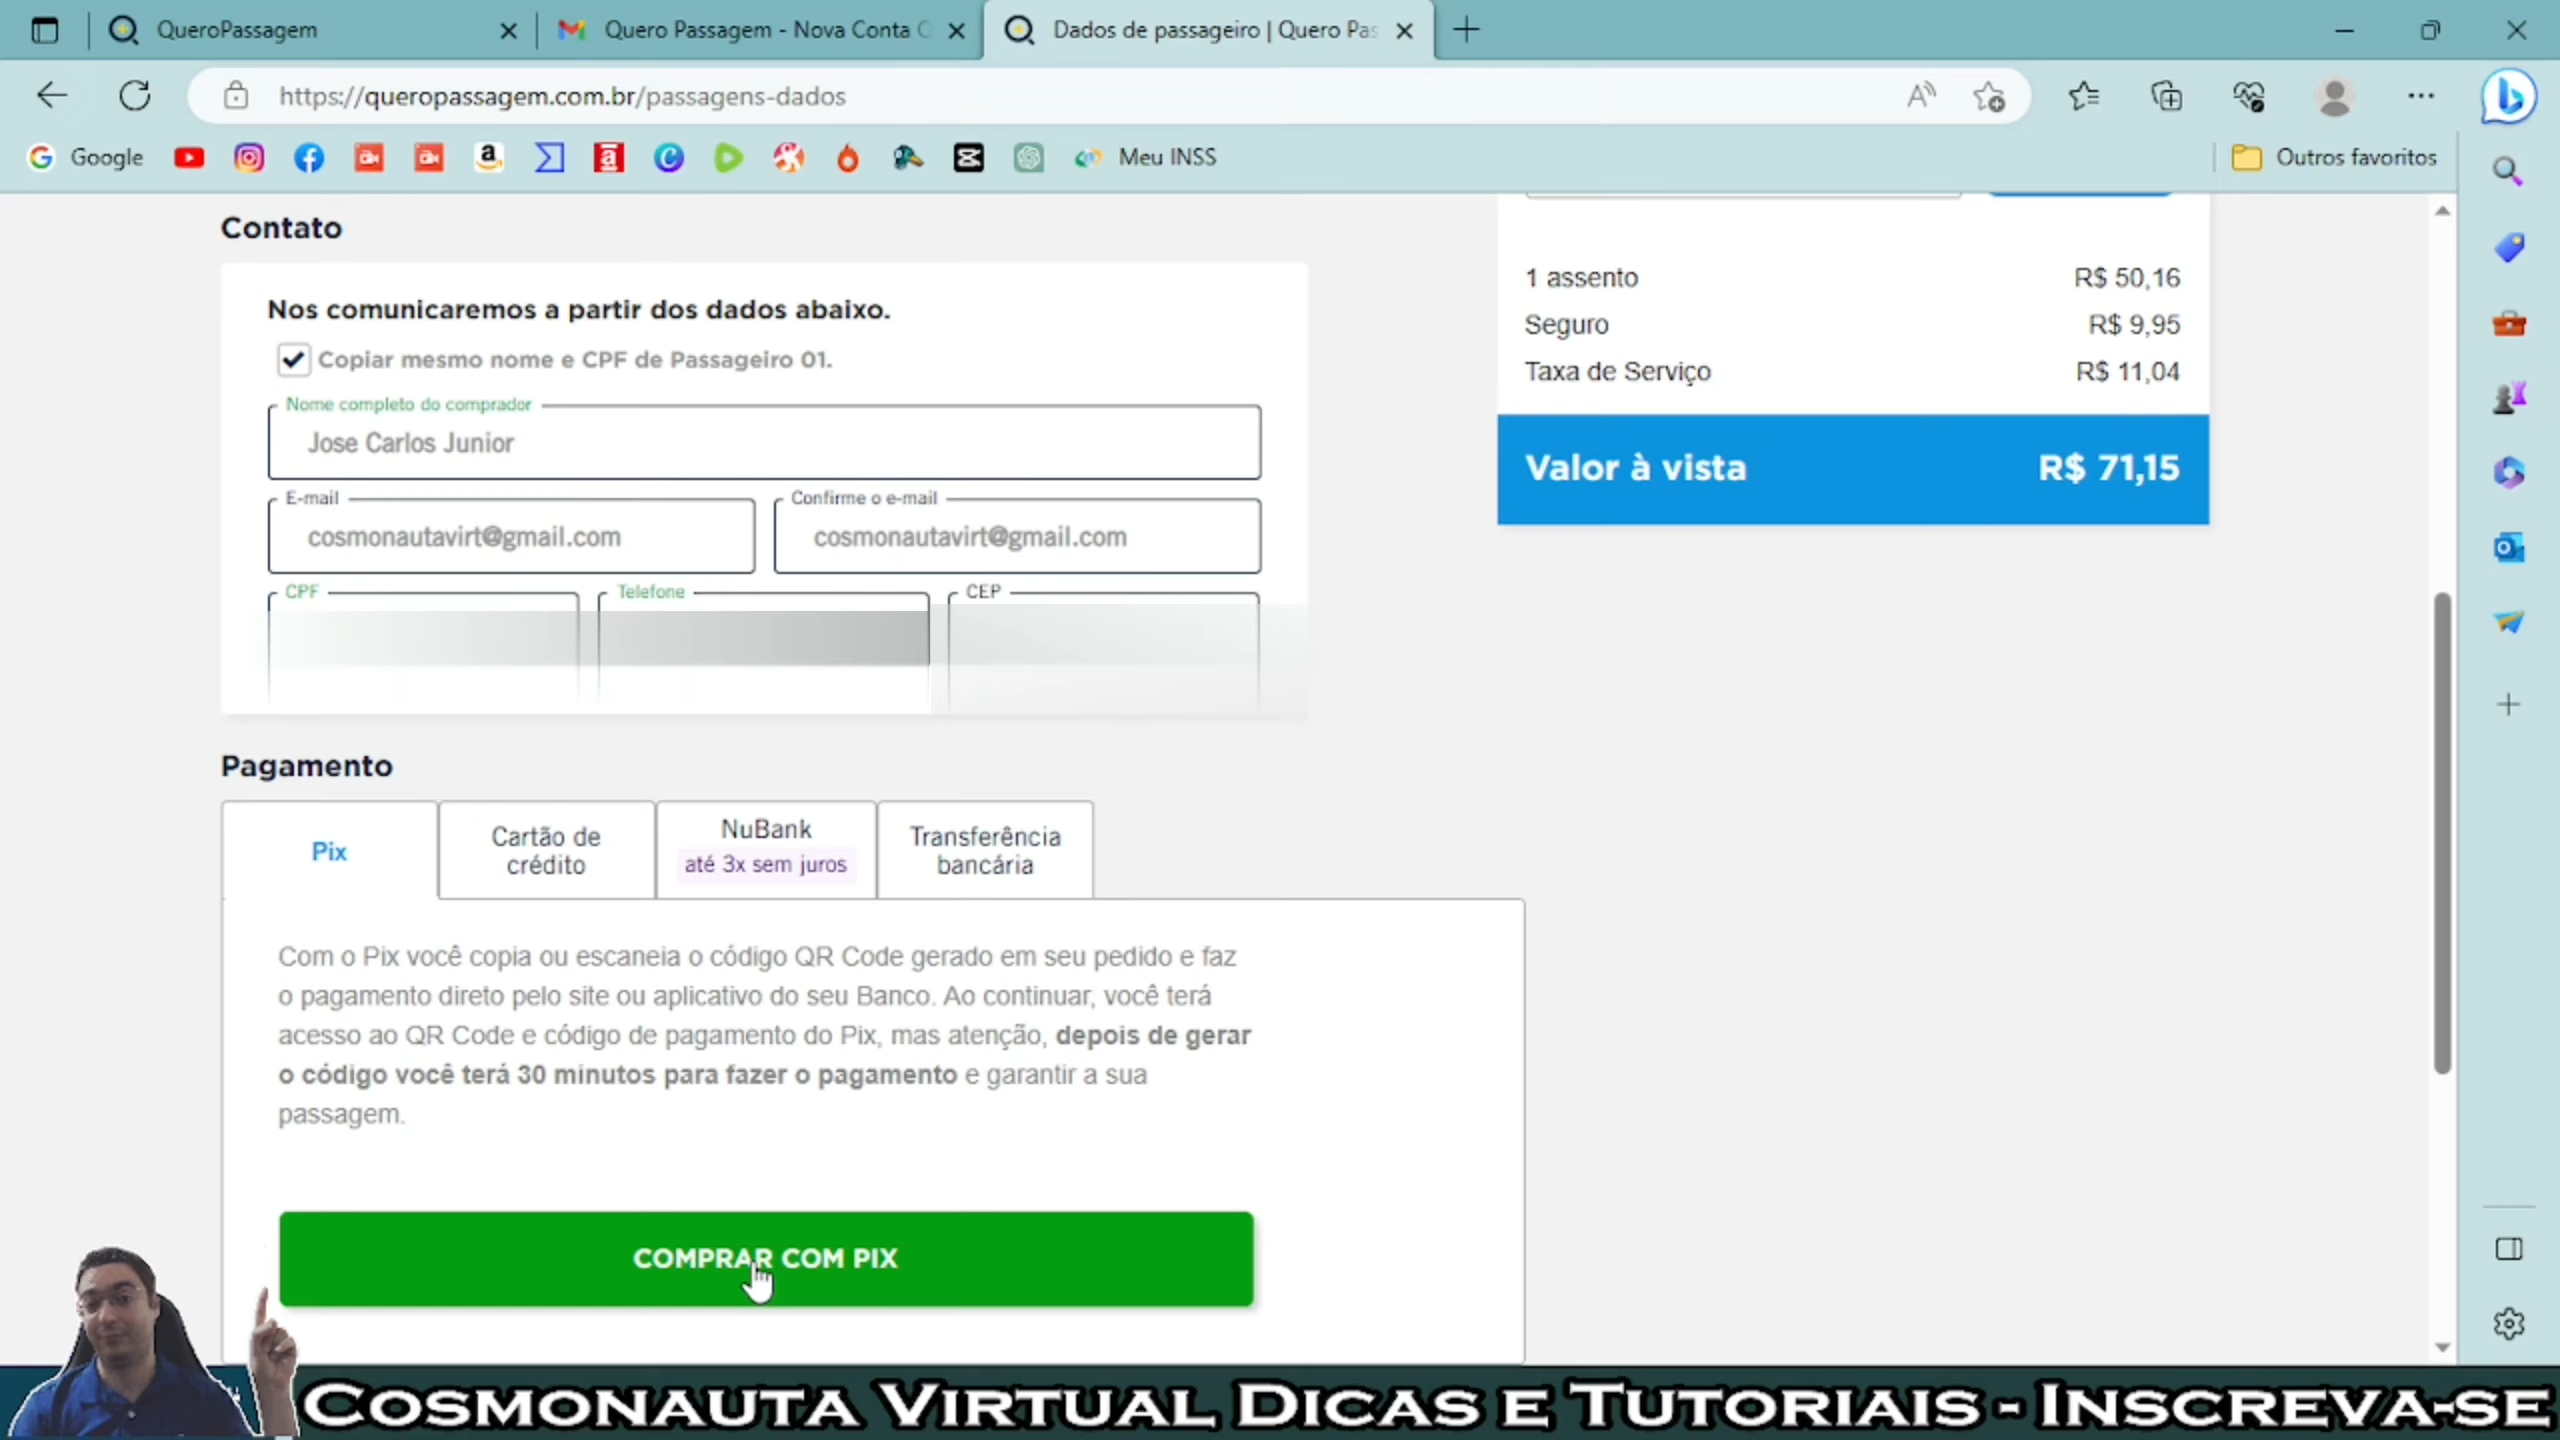 QueroPassagem
Quero Passagem - Nova Conta
Dados de passageiro | Quero Pas
https://queropassagem.com.br/passagens-dados
Google
Meu INSS
Outros favoritos
Contato
Nos comunicaremos a partir dos dados abaixo.
Copiar mesmo nome e CPF de Passageiro 01.
Nome completo do comprador
Jose Carlos Junior
E-mail
Confirme o e-mail
cosmonautavirt@gmail.com
cosmonautavirt@gmail.com
CPF
Telefone
CEP
1 assento R$ 50,16
Seguro R$ 9,95
Taxa de Serviço R$ 11,04
Valor à vista R$ 71,15
Pagamento
Pix
Cartão de
crédito
NuBank
até 3x sem juros
Transferência
bancária
Com o Pix você copia ou escaneia o código QR Code gerado em seu pedido e faz
o pagamento direto pelo site ou aplicativo do seu Banco. Ao continuar, você terá
acesso ao QR Code e código de pagamento do Pix, mas atenção, depois de gerar
o código você terá 30 minutos para fazer o pagamento e garantir a sua
passagem.
COMPRAR COM PIX
COSMONAUTA VIRTUAL DICAS E TUTORIAIS - INSCREVA-SE